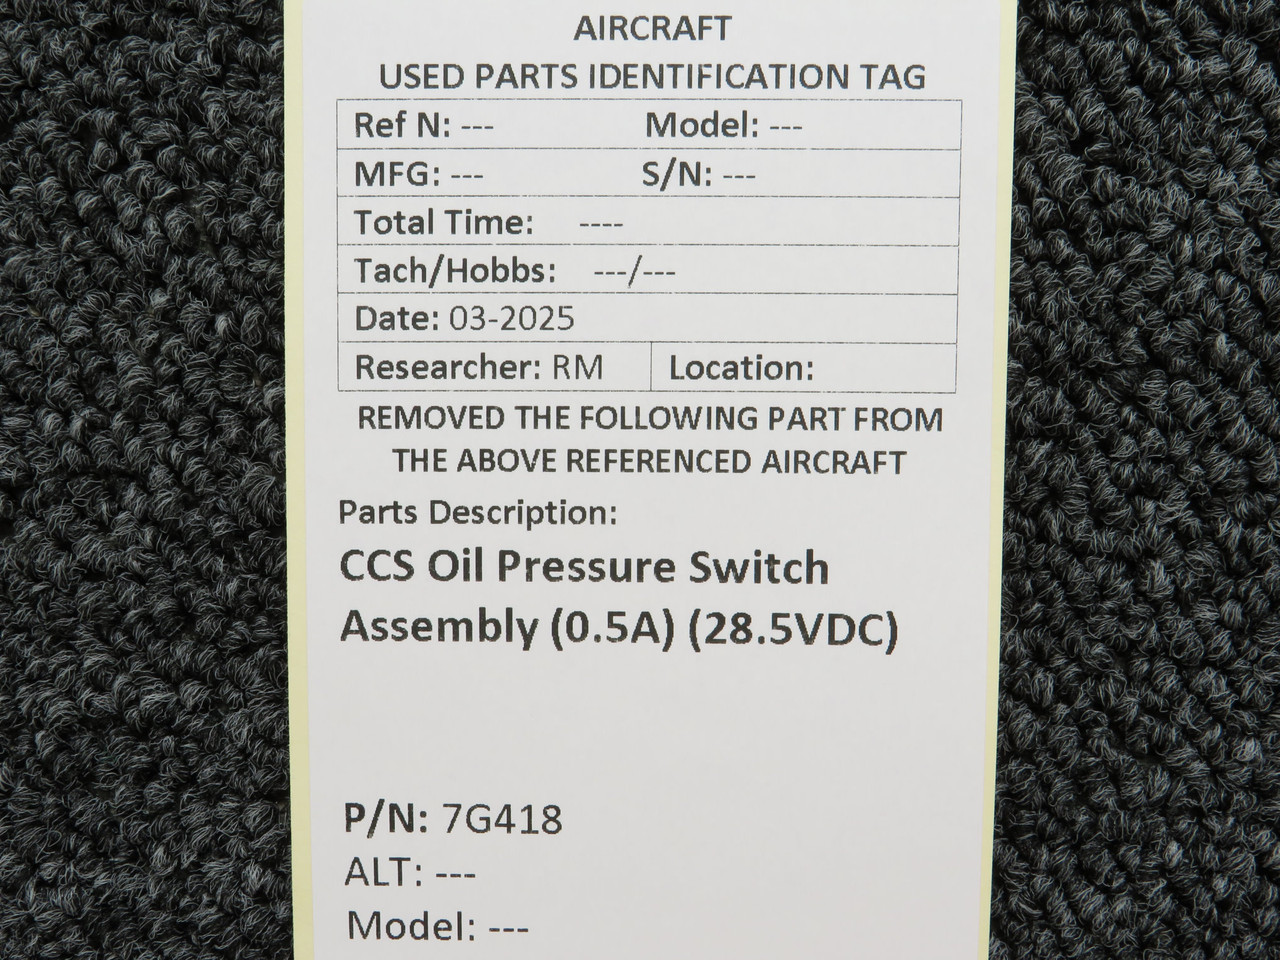 AIRCRAFT
USED PARTS IDENTIFICATION TAG
Ref N: --- Model: ---
MFG: --- S/N: ---
Total Time: ----
Tach/Hobbs: ---/---
Date: 03-2025
Researcher: RM Location:
REMOVED THE FOLLOWING PART FROM
THE ABOVE REFERENCED AIRCRAFT
Parts Description:
CCS Oil Pressure Switch
Assembly (0.5A) (28.5VDC)
P/N: 7G418
ALT: ---
Model: ---